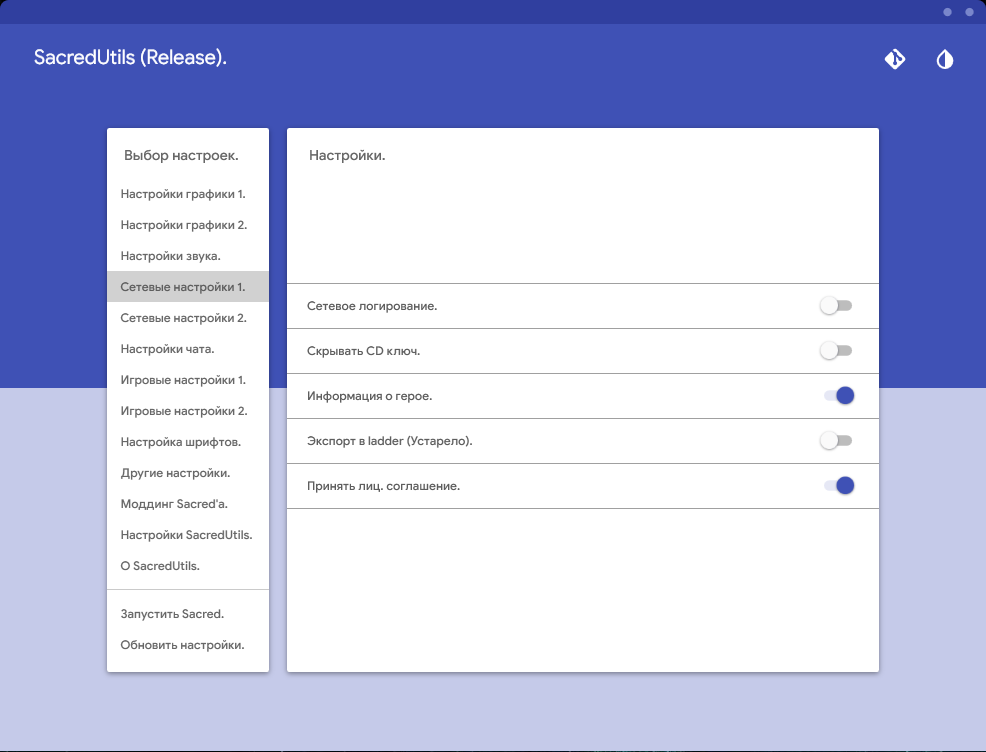 SacredUtils (Release).
Выбор настроек.
Настройки графики 1.
Настройки графики 2.
Настройки звука.
Сетевые настройки 1.
Сетевые настройки 2.
Настройки чата.
Игровые настройки 1.
Игровые настройки 2.
Настройка шрифтов.
Другие настройки.
Моддинг Sacred'а.
Настройки SacredUtils.
О SacredUtils.
Запустить Sacred.
Обновить настройки.
Настройки.
Сетевое логирование.
Скрывать CD ключ.
Информация о герое.
Экспорт в ladder (Устарело).
Принять лиц. соглашение.